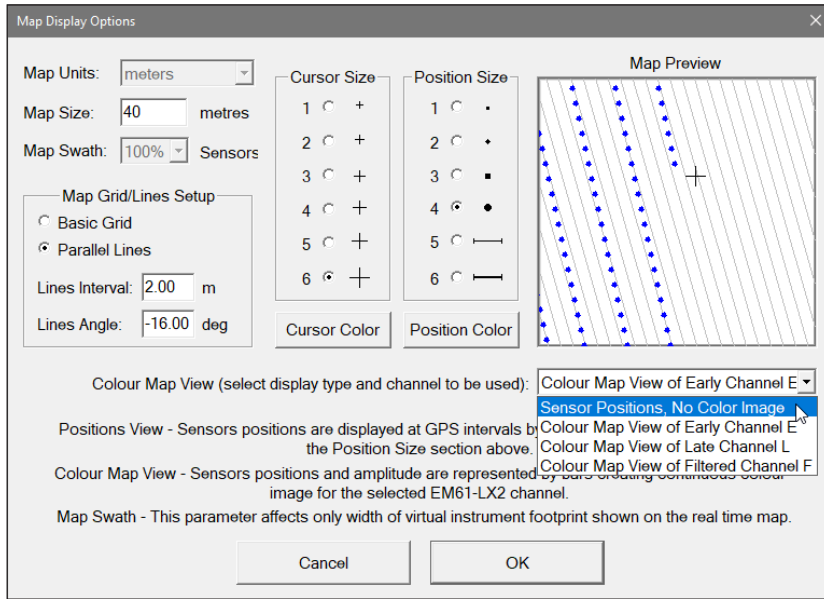 Map Display Options
Map Units: meters
Map Size: 40 metres
Map Swath: 100% Sensors
Map Grid/Lines Setup
Basic Grid
Parallel Lines
Lines Interval: 2.00 m
Lines Angle: -16.00 deg
Cursor Size
1
2
3
4
5
6
Cursor Color
Position Size
1
2
3
4
5
6
Position Color
Map Preview
Colour Map View (select display type and channel to be used): Colour Map View of Early Channel E
Sensor Positions, No Color Image
Colour Map View of Early Channel E
Colour Map View of Late Channel L
Colour Map View of Filtered Channel F
Positions View - Sensors positions are displayed at GPS intervals by
the Position Size section above.
Colour Map View - Sensors positions and amplitude are represented by bars creating continuous colour
image for the selected EM61-LX2 channel.
Map Swath - This parameter affects only width of virtual instrument footprint shown on the real time map.
Cancel
OK